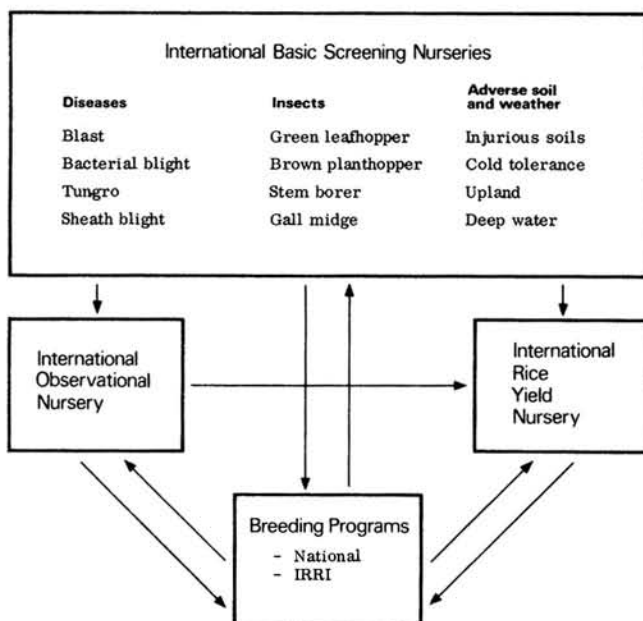 International Basic Screening Nurseries
Diseases
Blast
Bacterial blight
Tungro
Sheath blight
Insects
Green leafhopper
Brown planthopper
Stem borer
Gall midge
Adverse soil
and weather
Injurious soils
Cold tolerance
Upland
Deep water
International
Observational
Nursery
International
Rice
Yield
Nursery
Breeding Programs
- National
- IRRI